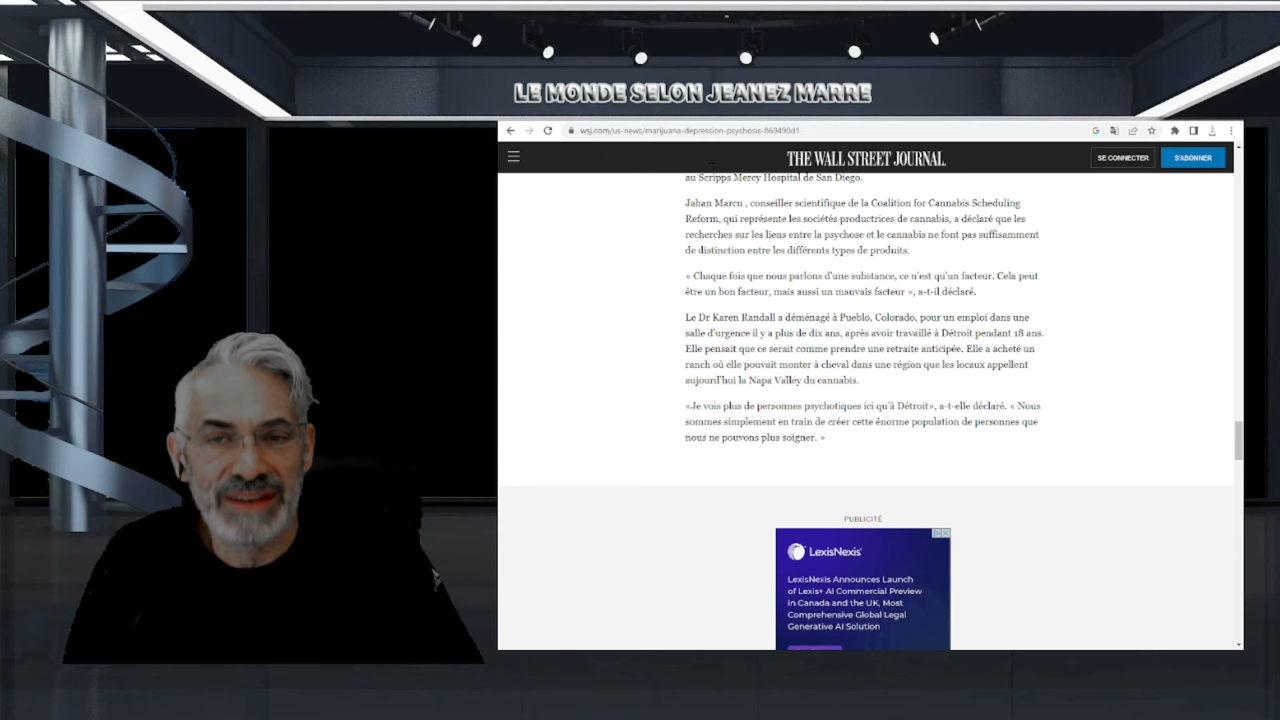 LE MONDE SELON JEANEZ MARRE
wsj.com/us-news/marijuana-depression-psychosis-869490d1
THE WALL STREET JOURNAL.
SE CONNECTER
S'ABONNER
au Scripps Mercy Hospital de San Diego.
Jahan Marcu , conseiller scientifique de la Coalition for Cannabis Scheduling
Reform, qui représente les sociétés productrices de cannabis, a déclaré que les
recherches sur les liens entre la psychose et le cannabis ne font pas suffisamment
de distinction entre les différents types de produits.
« Chaque fois que nous parlons d'une substance, ce n'est qu'un facteur. Cela peut
être un bon facteur, mais aussi un mauvais facteur », a-t-il déclaré.
Le Dr Karen Randall a déménagé à Pueblo, Colorado, pour un emploi dans une
salle d'urgence il y a plus de dix ans, après avoir travaillé à Détroit pendant 18 ans.
Elle pensait que ce serait comme prendre une retraite anticipée. Elle a acheté un
ranch où elle pouvait monter à cheval dans une région que les locaux appellent
aujourd'hui la Napa Valley du cannabis.
«Je vois plus de personnes psychotiques ici qu'à Détroit», a-t-elle déclaré. « Nous
sommes simplement en train de créer cette énorme population de personnes que
nous ne pouvons plus soigner. »
PUBLICITÉ
LexisNexis
LexisNexis Announces Launch
of Lexis+ AI Commercial Preview
in Canada and the UK, Most
Comprehensive Global Legal
Generative AI Solution